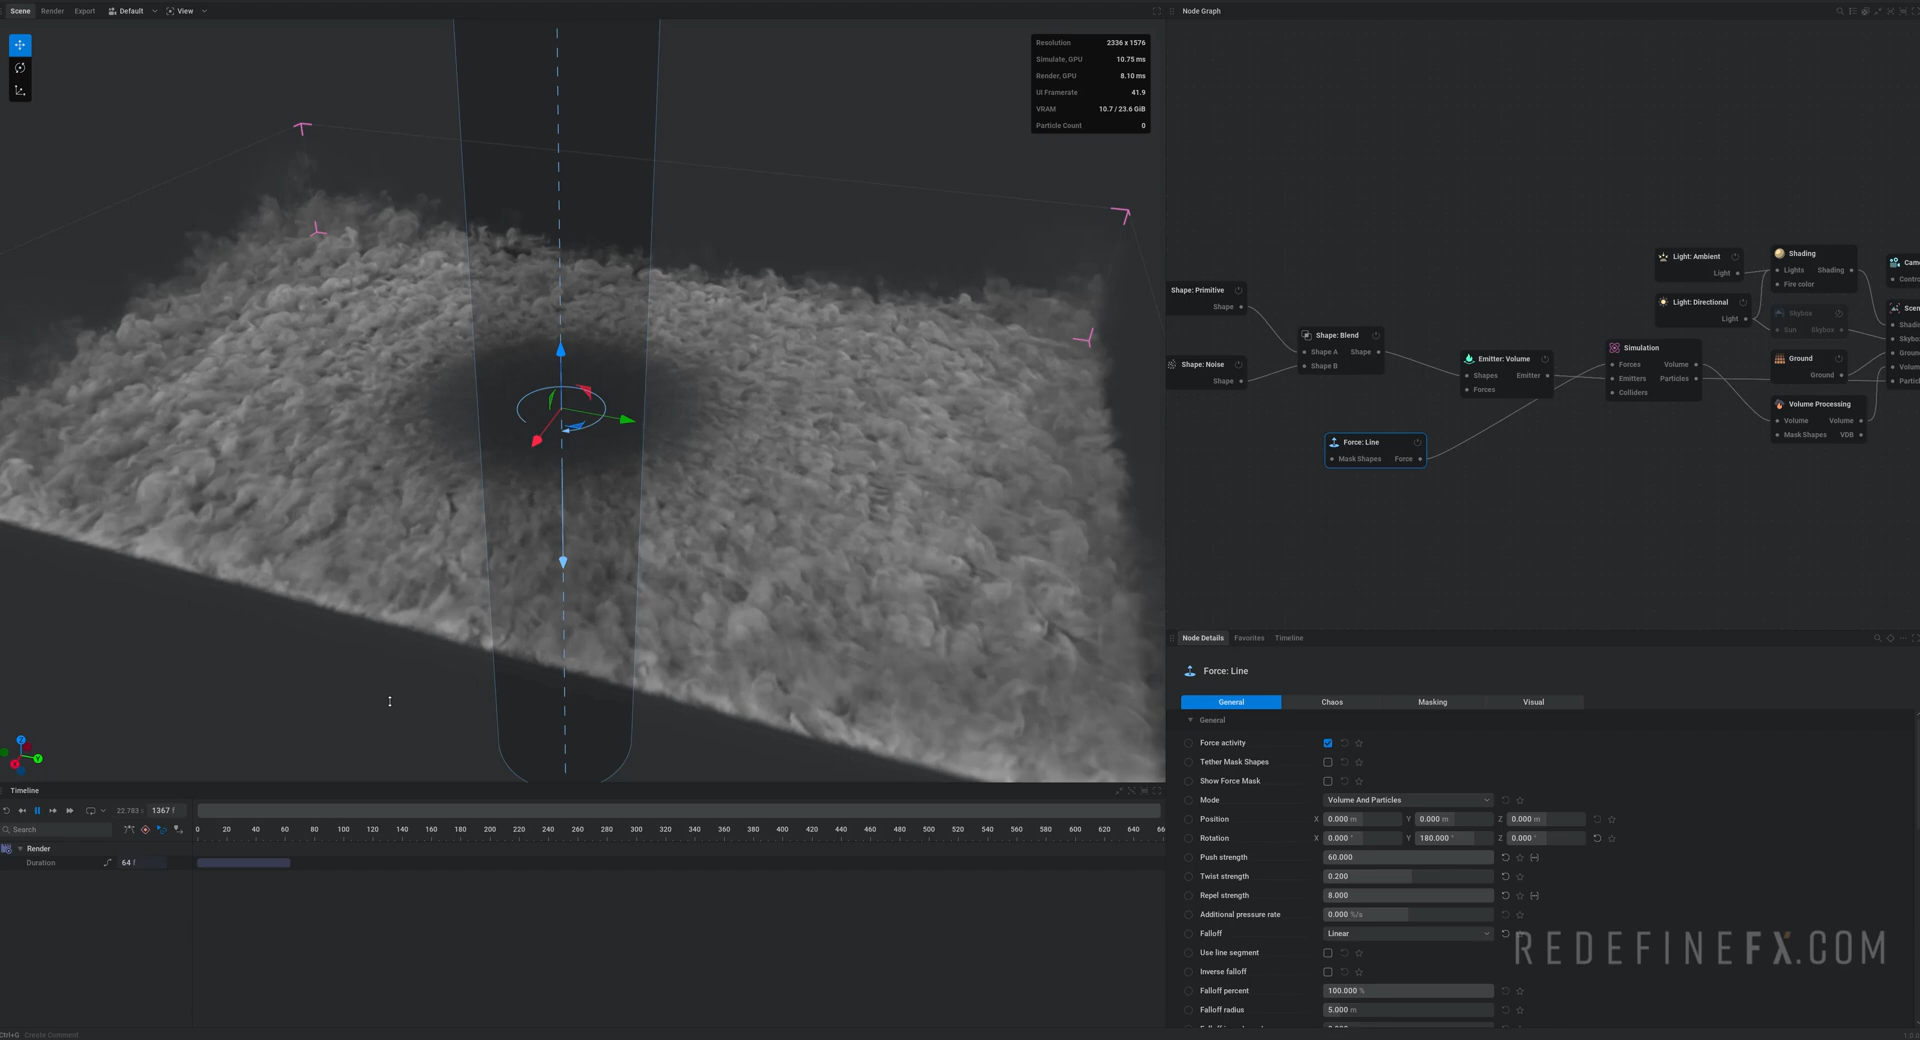 Scene Render Export Default View
Resolution 2336 x 1576
Simulate, GPU 10.75 ms
Render, GPU 8.10 ms
UI Framerate 41.9
VRAM 10.7 / 23.6 GiB
Particle Count 0
Node Graph
Shape: Primitive
Shape
Shape: Noise
Shape
Shape: Blend
Shape A Shape
Shape B
Force: Line
Mask Shapes Force
Emitter: Volume
Shapes Emitter
Forces
Simulation
Forces Volume
Emitters Particles
Colliders
Light: Ambient
Light
Light: Directional
Light
Shading
Lights Shading
Fire color
Skybox
Sun Skybox
Ground
Ground
Volume Processing
Volume Volume
Mask Shapes VDB
Timeline
22.783 s 1367 f
Search
0 20 40 60 80 100 120 140 160 180 200 220 240 260 280 300 320 340 360 380 400 420 440 460 480 500 520 540 560 580 600 620 640
Render
Duration 64 f
Ctrl+G Create Comment
Node Details Favorites Timeline
Force: Line
General Chaos Masking Visual
General
Force activity
Tether Mask Shapes
Show Force Mask
Mode Volume And Particles
Position X 0.000 m Y 0.000 m Z 0.000 m
Rotation X 0.000 ° Y 180.000 ° Z 0.000 °
Push strength 60.000
Twist strength 0.200
Repel strength 8.000
Additional pressure rate 0.000 %/s
Falloff Linear
Use line segment
Inverse falloff
Falloff percent 100.000 %
Falloff radius 5.000 m
REDEFINEFX.COM